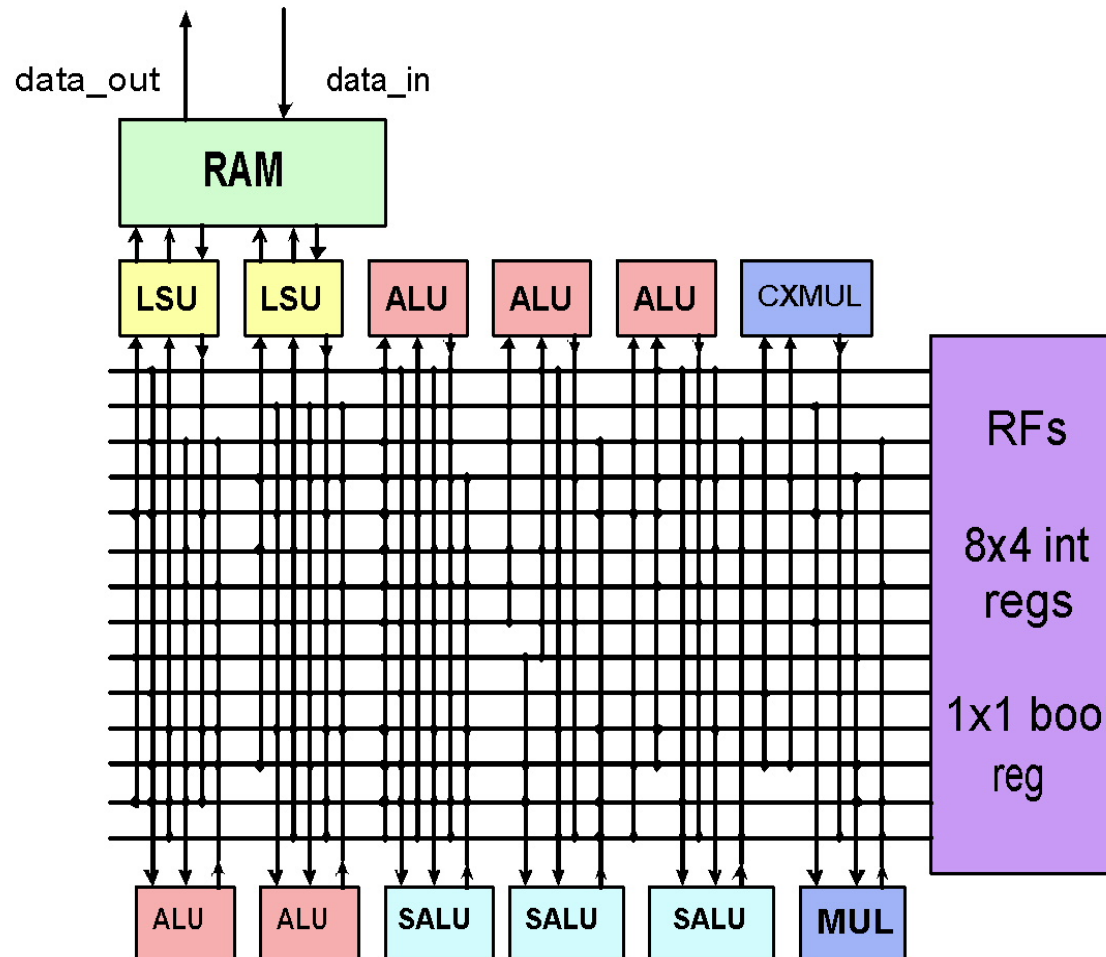 data_out
data_in
RAM
LSU
LSU
ALU
ALU
ALU
CXMUL
RFs
8x4 int
regs
1x1 boo
reg
ALU
ALU
SALU
SALU
SALU
MUL